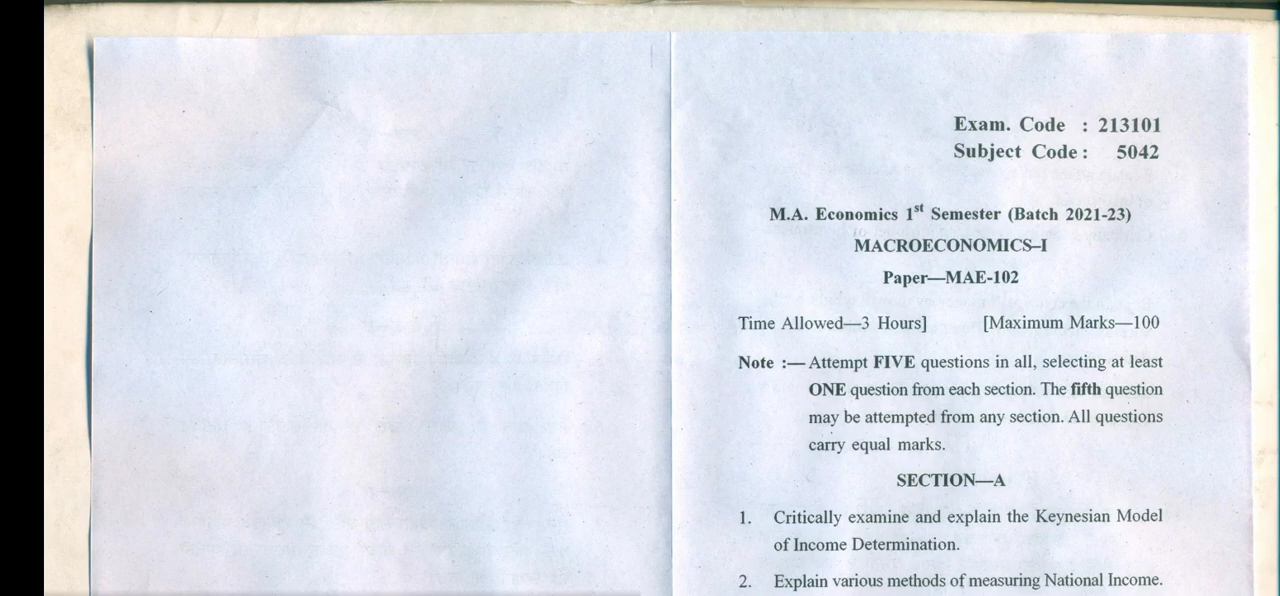 Exam. Code : 213101
Subject Code : 5042
M.A. Economics 1st Semester (Batch 2021-23)
MACROECONOMICS–I
Paper—MAE-102
Time Allowed—3 Hours] [Maximum Marks—100
Note :— Attempt FIVE questions in all, selecting at least
ONE question from each section. The fifth question
may be attempted from any section. All questions
carry equal marks.
SECTION—A
1. Critically examine and explain the Keynesian Model
of Income Determination.
2. Explain various methods of measuring National Income.